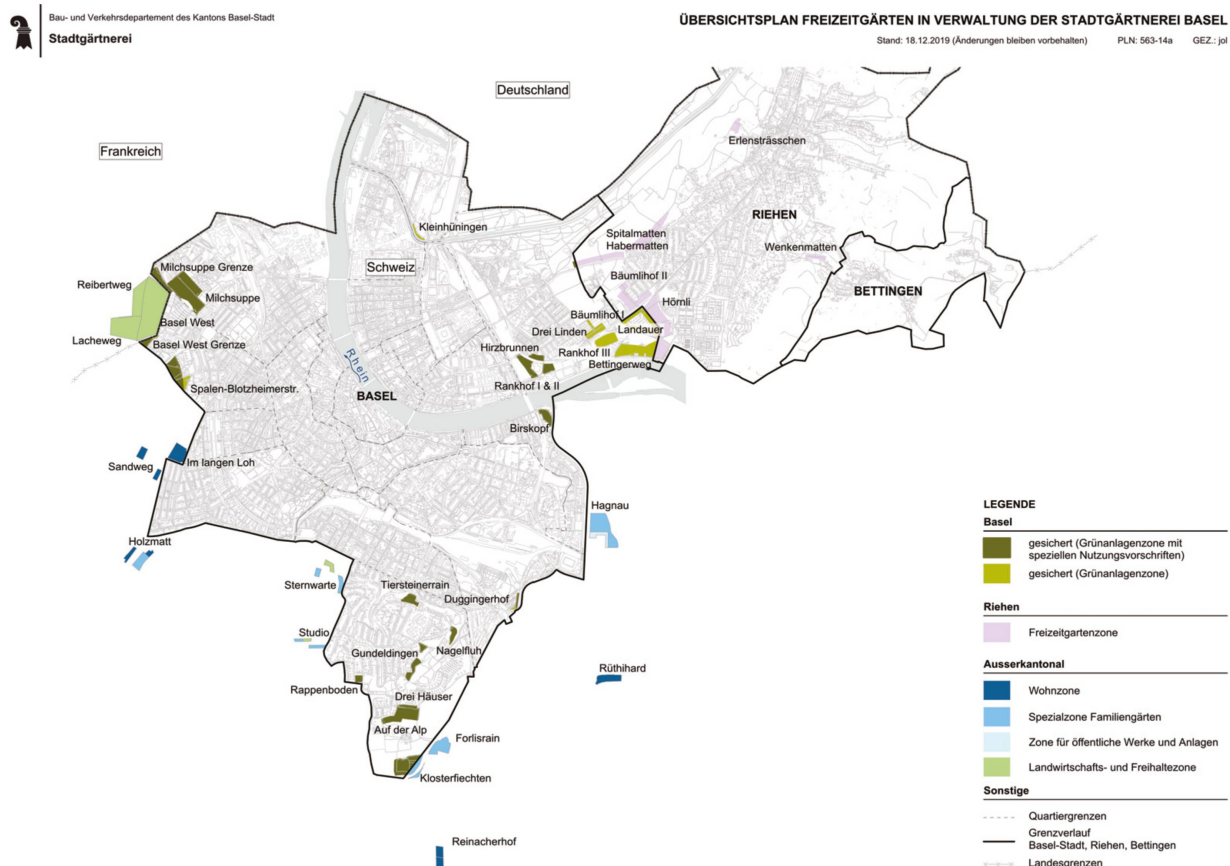 Bau- und Verkehrsdepartement des Kantons Basel-Stadt
Stadtgärtnerei
ÜBERSICHTSPLAN FREIZEITGÄRTEN IN VERWALTUNG DER STADTGÄRTNEREI BASEL
Stand: 18.12.2019 (Änderungen bleiben vorbehalten) PLN: 563-14a GEZ.: jol
Deutschland
Frankreich
Schweiz
Erlensträsschen
RIEHEN
Kleinhüningen
Spitalmatten
Habermatten
Wenkenmatten
BETTINGEN
Milchsuppe Grenze
Reibertweg
Milchsuppe
Bäumlihof II
Hörnli
Basel West
Bäumlihof I
Drei Linden
Landauer
Lacheweg
Basel West Grenze
Hirzbrunnen
Rankhof III
Bettingerweg
Rhein
Spalen-Blotzheimerstr.
BASEL
Rankhof I & II
Birskopf
Sandweg
Im langen Loh
Hagnau
Holzmatt
Sternwarte
Tiersteinerrain
Duggingerhof
Studio
Gundeldingen
Nagelfluh
Rüthihard
Rappenboden
Drei Häuser
Auf der Alp
Forlisrain
Klosterfiechten
Reinacherhof
LEGENDE
Basel
gesichert (Grünanlagenzone mit
speziellen Nutzungsvorschriften)
gesichert (Grünanlagenzone)
Riehen
Freizeitgartenzone
Ausserkantonal
Wohnzone
Spezialzone Familiengärten
Zone für öffentliche Werke und Anlagen
Landwirtschafts- und Freihaltezone
Sonstige
Quartiergrenzen
Grenzverlauf
Basel-Stadt, Riehen, Bettingen
Landesgrenzen